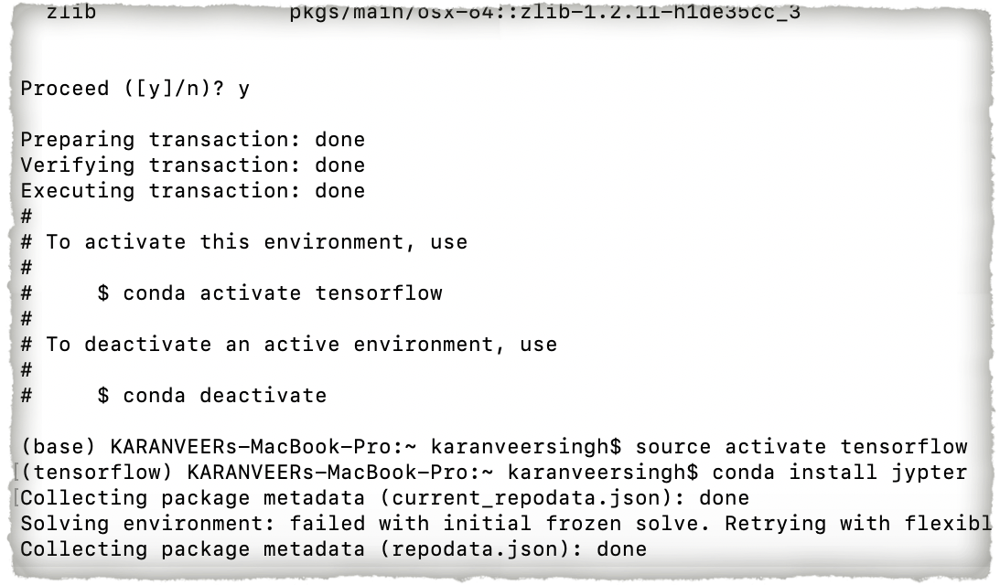 zlib pkgs/main/osx-64::zlib-1.2.11-h1de35cc_3
Proceed ([y]/n)? y
Preparing transaction: done
Verifying transaction: done
Executing transaction: done
#
# To activate this environment, use
#
# $ conda activate tensorflow
#
# To deactivate an active environment, use
#
# $ conda deactivate
(base) KARANVEERs-MacBook-Pro:~ karanveersingh$ source activate tensorflow
[(tensorflow) KARANVEERs-MacBook-Pro:~ karanveersingh$ conda install jypter
[Collecting package metadata (current_repodata.json): done
Solving environment: failed with initial frozen solve. Retrying with flexibl
Collecting package metadata (repodata.json): done